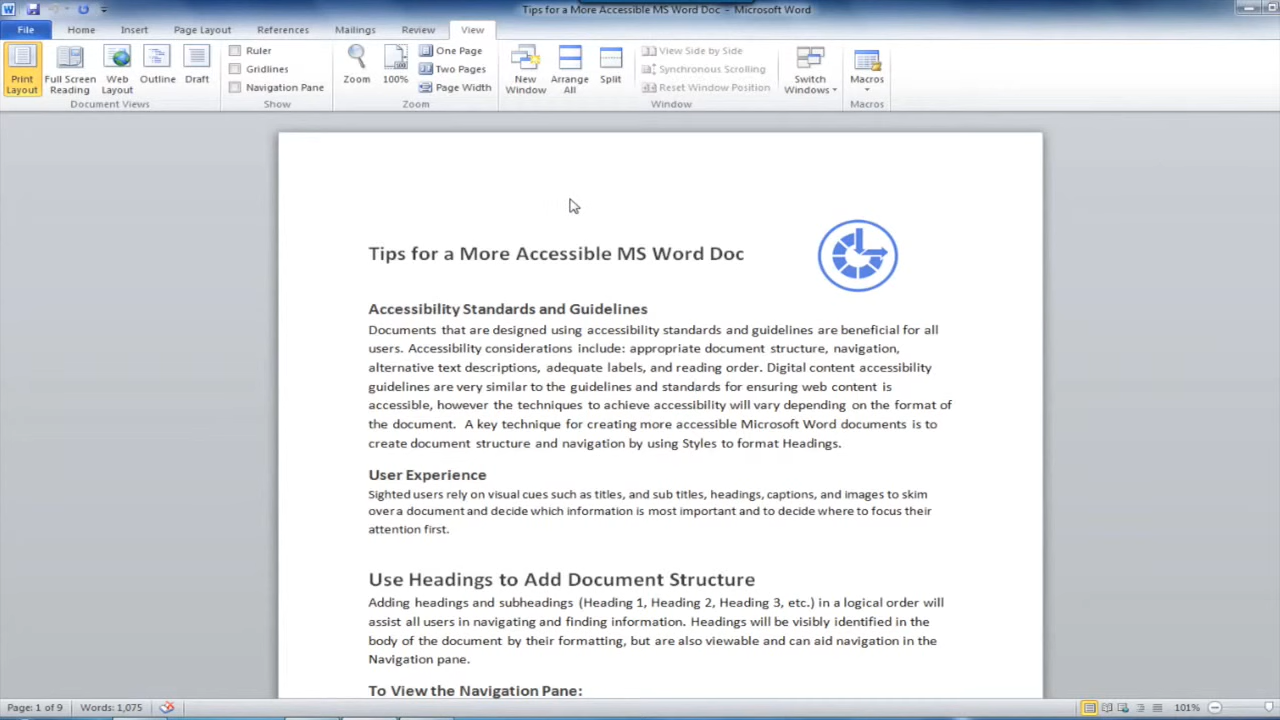 Tips for a More Accessible MS Word Doc - Microsoft Word
File Home Insert Page Layout References Mailings Review View
Print Layout
Full Screen Reading
Web Layout
Outline
Draft
Document Views
Ruler
Gridlines
Navigation Pane
Show
Zoom
100%
One Page
Two Pages
Page Width
Zoom
New Window
Arrange All
Split
View Side by Side
Synchronous Scrolling
Reset Window Position
Window
Switch Windows
Macros
Macros
Tips for a More Accessible MS Word Doc
Accessibility Standards and Guidelines
Documents that are designed using accessibility standards and guidelines are beneficial for all
users. Accessibility considerations include: appropriate document structure, navigation,
alternative text descriptions, adequate labels, and reading order. Digital content accessibility
guidelines are very similar to the guidelines and standards for ensuring web content is
accessible, however the techniques to achieve accessibility will vary depending on the format of
the document. A key technique for creating more accessible Microsoft Word documents is to
create document structure and navigation by using Styles to format Headings.
User Experience
Sighted users rely on visual cues such as titles, and sub titles, headings, captions, and images to skim
over a document and decide which information is most important and to decide where to focus their
attention first.
Use Headings to Add Document Structure
Adding headings and subheadings (Heading 1, Heading 2, Heading 3, etc.) in a logical order will
assist all users in navigating and finding information. Headings will be visibly identified in the
body of the document by their formatting, but are also viewable and can aid navigation in the
Navigation pane.
To View the Navigation Pane:
Page: 1 of 9 Words: 1,075 101%